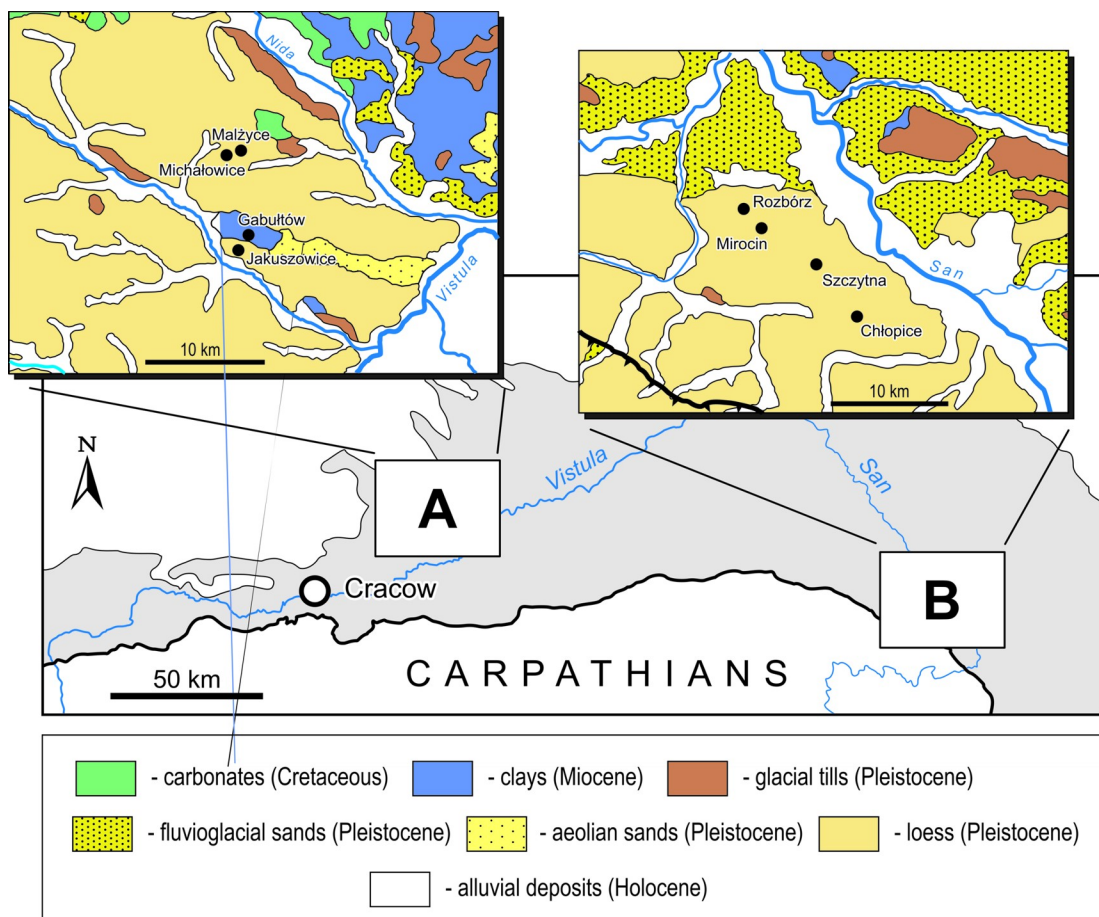 Nida
Malżyce
Michałowice
Gabułtów
Jakuszowice
Vistula
10 km
Rozbórz
Mirocin
Szczytna
San
Chłopice
10 km
N
A
Vistula
San
B
Cracow
50 km
CARPATHIANS
- carbonates (Cretaceous)
- clays (Miocene)
- glacial tills (Pleistocene)
- fluvioglacial sands (Pleistocene)
- aeolian sands (Pleistocene)
- loess (Pleistocene)
- alluvial deposits (Holocene)